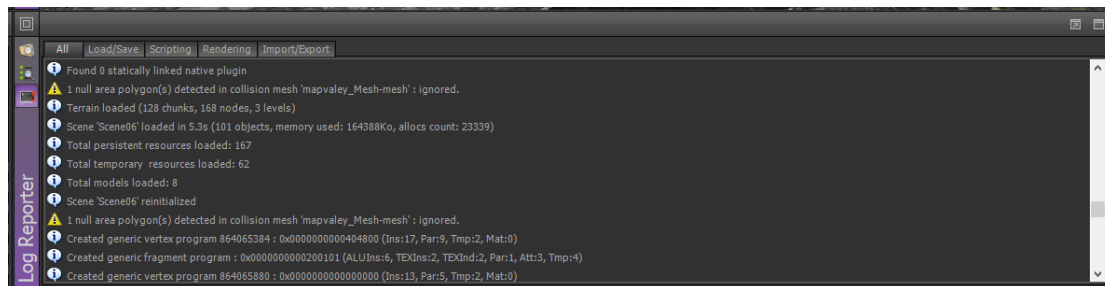 All Load/Save Scripting Rendering Import/Export
Found 0 statically linked native plugin
1 null area polygon(s) detected in collision mesh 'mapvaley_Mesh-mesh' : ignored.
Terrain loaded (128 chunks, 168 nodes, 3 levels)
Scene 'Scene06' loaded in 5.3s (101 objects, memory used: 164388Ko, allocs count: 23339)
Total persistent resources loaded: 167
Total temporary  resources loaded: 62
Total models loaded: 8
Scene 'Scene06' reinitialized
1 null area polygon(s) detected in collision mesh 'mapvaley_Mesh-mesh' : ignored.
Created generic vertex program 864065384 : 0x0000000000404800 (Ins:17, Par:9, Tmp:2, Mat:0)
Created generic fragment program : 0x0000000000200101 (ALUIns:6, TEXIns:2, TEXInd:2, Par:1, Att:3, Tmp:4)
Created generic vertex program 864065880 : 0x0000000000000000 (Ins:13, Par:5, Tmp:2, Mat:0)
Log Reporter